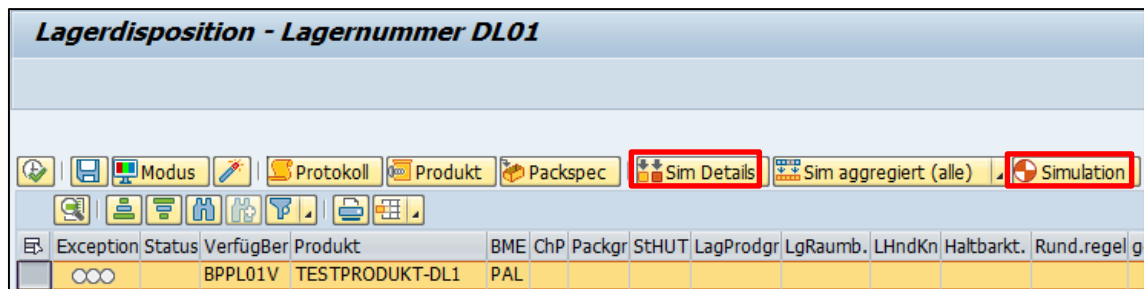 Lagerdisposition - Lagernummer DL01
Modus Protokoll Produkt Packspec Sim Details Sim aggregiert (alle) Simulation
Exception Status VerfügBer Produkt BME ChP Packgr StHUT LagProdgr LgRaumb. LHndKn Haltbarkt. Rund.regel g
BPPL01V TESTPRODUKT-DL1 PAL